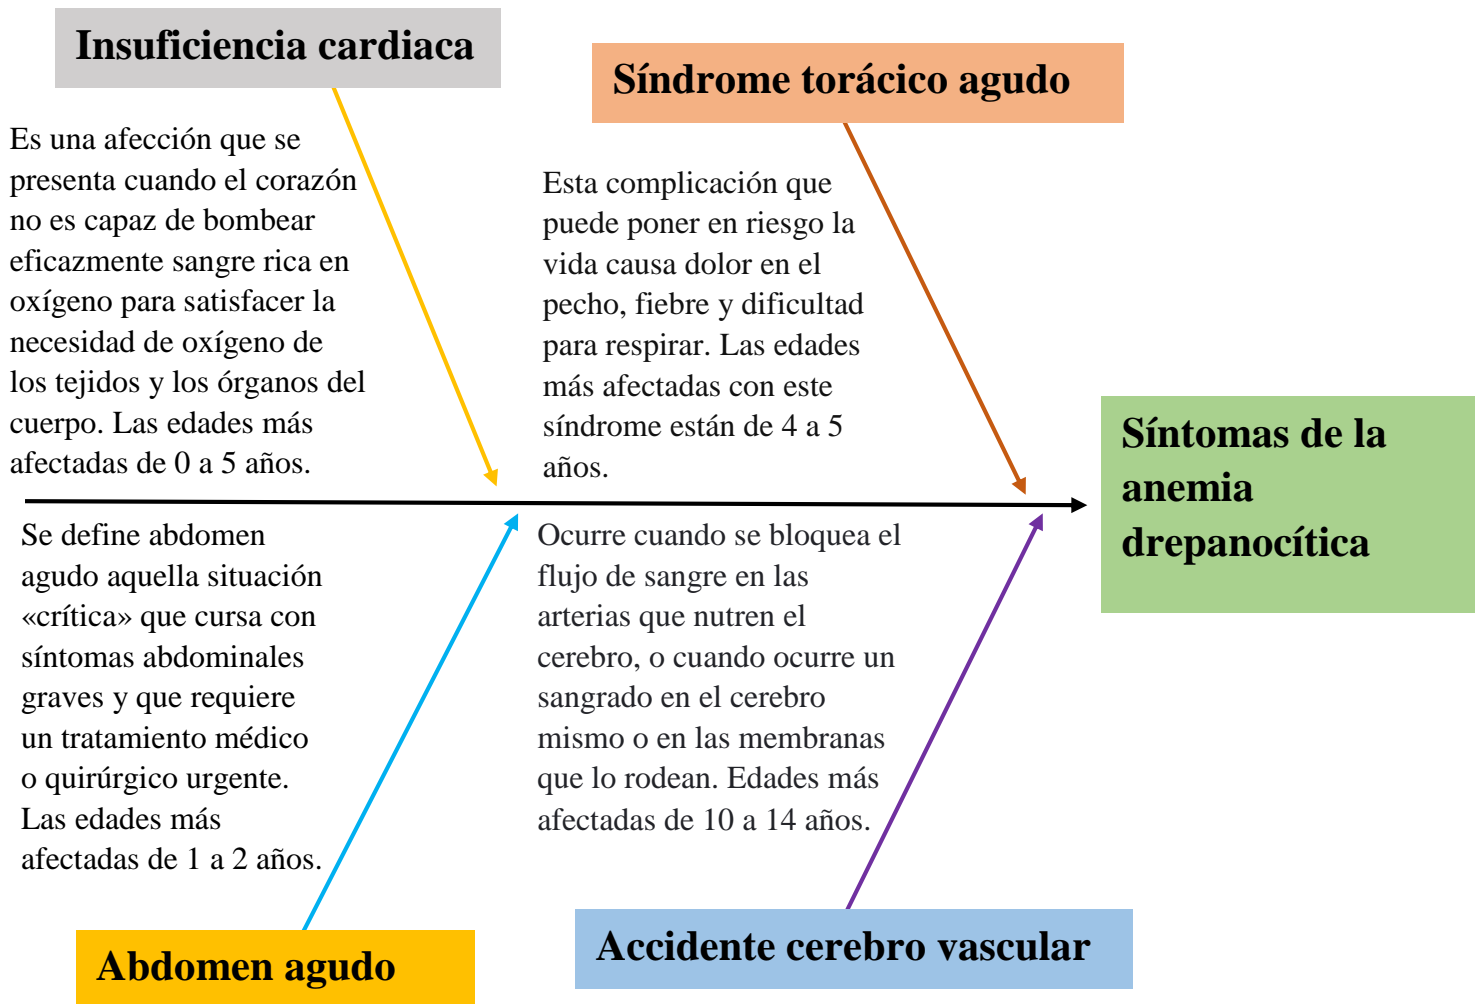 Insuficiencia cardiaca
Es una afección que se
presenta cuando el corazón
no es capaz de bombear
eficazmente sangre rica en
oxígeno para satisfacer la
necesidad de oxígeno de
los tejidos y los órganos del
cuerpo. Las edades más
afectadas de 0 a 5 años.
Síndrome torácico agudo
Esta complicación que
puede poner en riesgo la
vida causa dolor en el
pecho, fiebre y dificultad
para respirar. Las edades
más afectadas con este
síndrome están de 4 a 5
años.
Síntomas de la
anemia
drepanocítica
Se define abdomen
agudo aquella situación
«crítica» que cursa con
síntomas abdominales
graves y que requiere
un tratamiento médico
o quirúrgico urgente.
Las edades más
afectadas de 1 a 2 años.
Abdomen agudo
Ocurre cuando se bloquea el
flujo de sangre en las
arterias que nutren el
cerebro, o cuando ocurre un
sangrado en el cerebro
mismo o en las membranas
que lo rodean. Edades más
afectadas de 10 a 14 años.
Accidente cerebro vascular